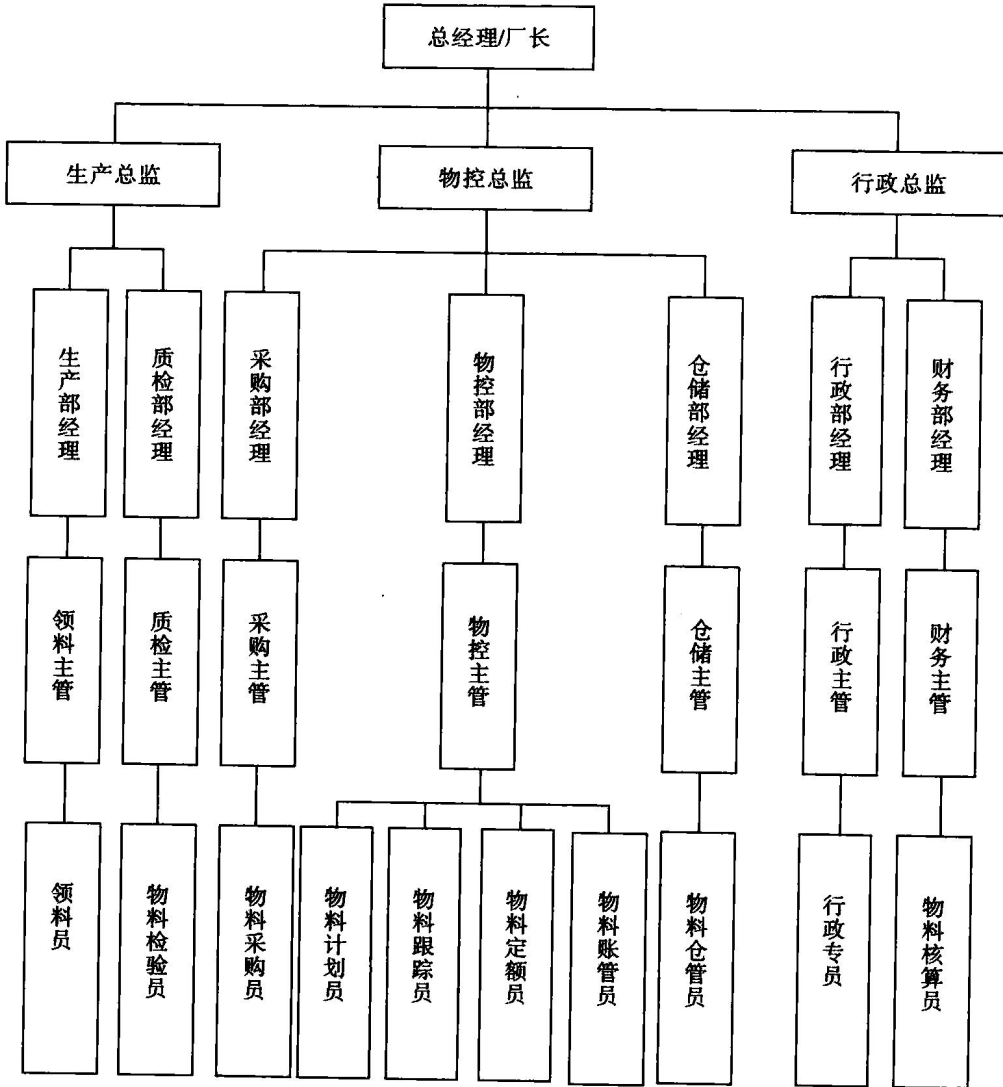 总经理/厂长
生产总监
物控总监
行政总监
生产部经理
质检部经理
采购部经理
物控部经理
仓储部经理
行政部经理
财务部经理
领料主管
质检主管
采购主管
物控主管
仓储主管
行政主管
财务主管
领料员
物料检验员
物料采购员
物料计划员
物料跟踪员
物料定额员
物料账管员
物料仓管员
行政专员
物料核算员